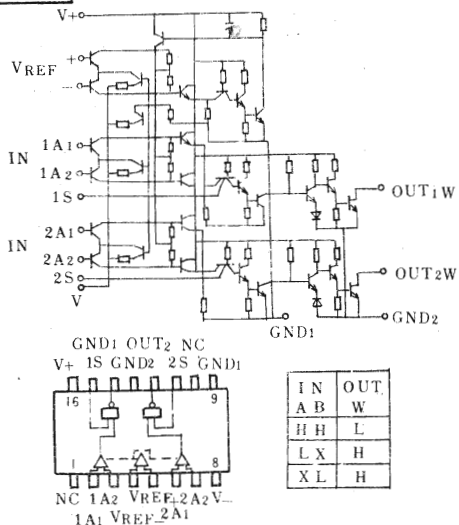 V+
VREF +
−
1A1
IN
1A2
1S
OUT1W
2A1
IN
2A2
2S
V
OUT2W
GND1
GND2
GND1 OUT2 NC
V+ 1S GND2 2S GND1
16 9
1 8
NC 1A2 VREF+ 2A2 V−
1A1 VREF− 2A1
IN OUT
A B W
H H L
L X H
X L H